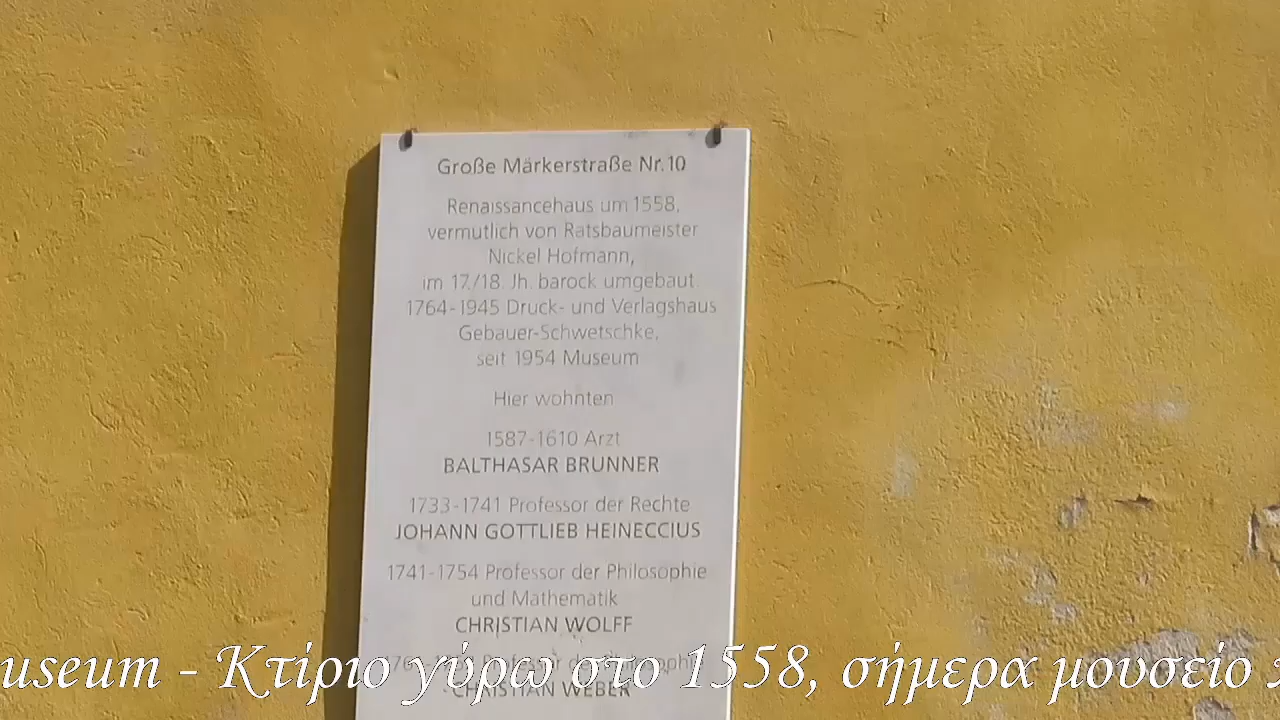 Große Märkerstraße Nr. 10
Renaissancehaus um 1558,
vermutlich von Ratsbaumeister
Nickel Hofmann,
im 17./18. Jh. barock umgebaut.
1764-1945 Druck- und Verlagshaus
Gebauer-Schwetschke,
seit 1954 Museum
Hier wohnten
1587-1610 Arzt
BALTHASAR BRUNNER
1733-1741 Professor der Rechte
JOHANN GOTTLIEB HEINECCIUS
1741-1754 Professor der Philosophie
und Mathematik
CHRISTIAN WOLFF
Professor der Philosophie
CHRISTIAN WEBER
useum - Κτίριο γύρω στο 1558, σήμερα μουσείο